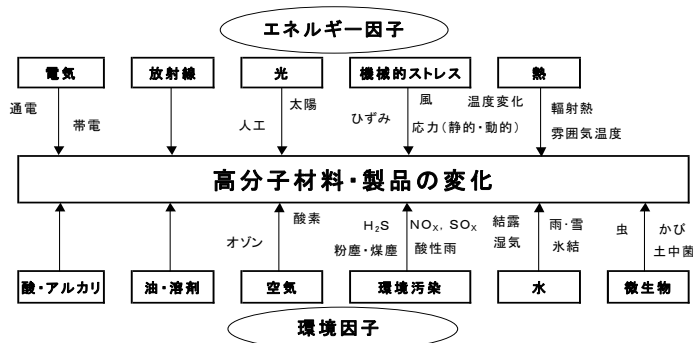 エネルギー因子
電気
放射線
光
機械的ストレス
熱
通電
帯電
人工
太陽
ひずみ
風
応力(静的・動的)
温度変化
輻射熱
雰囲気温度
高分子材料・製品の変化
オゾン
酸素
H₂S
粉塵・煤塵
NOX, SOX
酸性雨
結露
湿気
雨・雪
氷結
虫
かび
土中菌
酸・アルカリ
油・溶剤
空気
環境汚染
水
微生物
環境因子